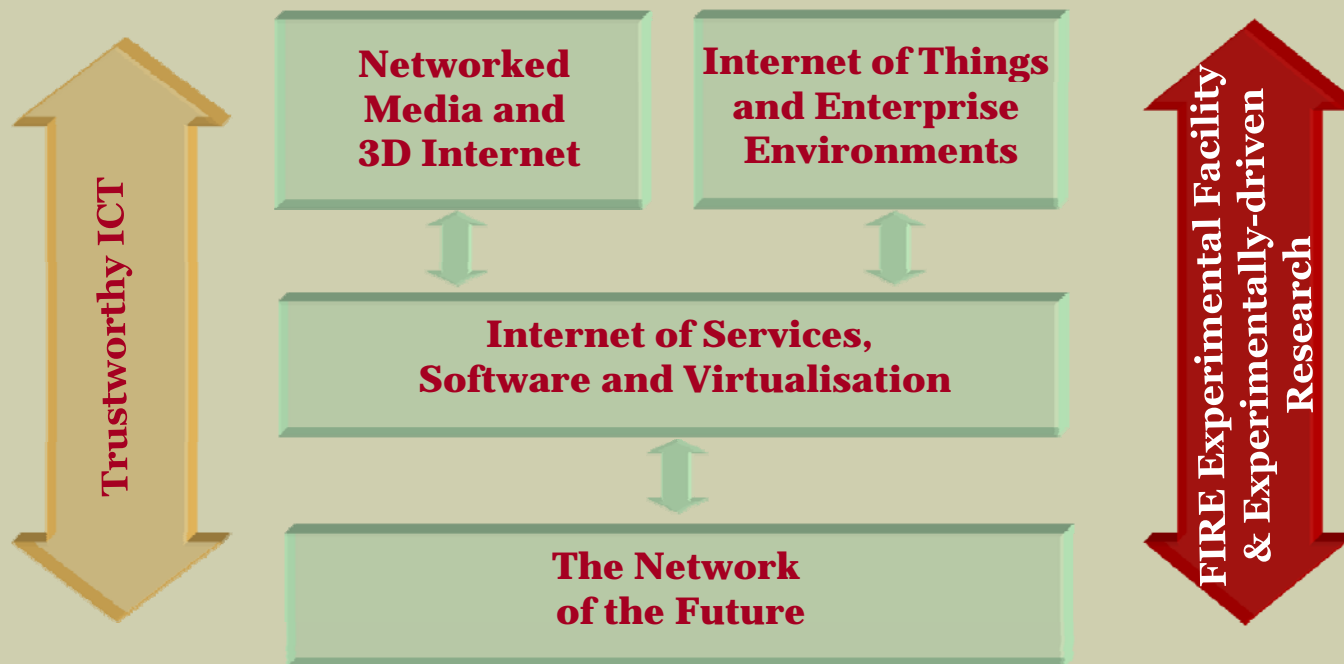 Trustworthy ICT
Networked
Media and
3D Internet
Internet of Things
and Enterprise
Environments
Internet of Services,
Software and Virtualisation
The Network
of the Future
FIRE Experimental Facility
& Experimentally-driven
Research